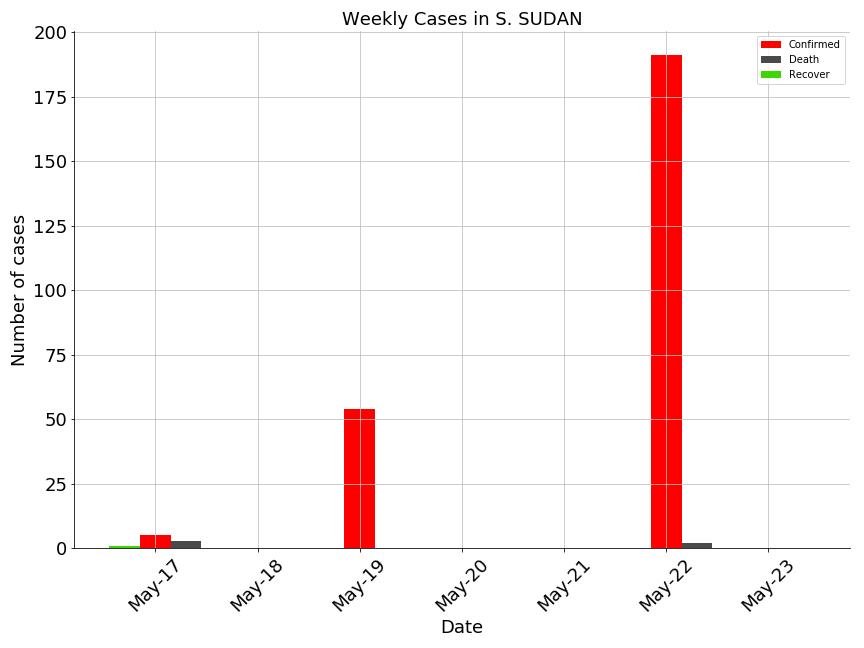 Weekly Cases in S. SUDAN
Confirmed
Death
Recover
Number of cases
200
175
150
125
100
75
50
25
0
May-17
May-18
May-19
May-20
May-21
May-22
May-23
Date